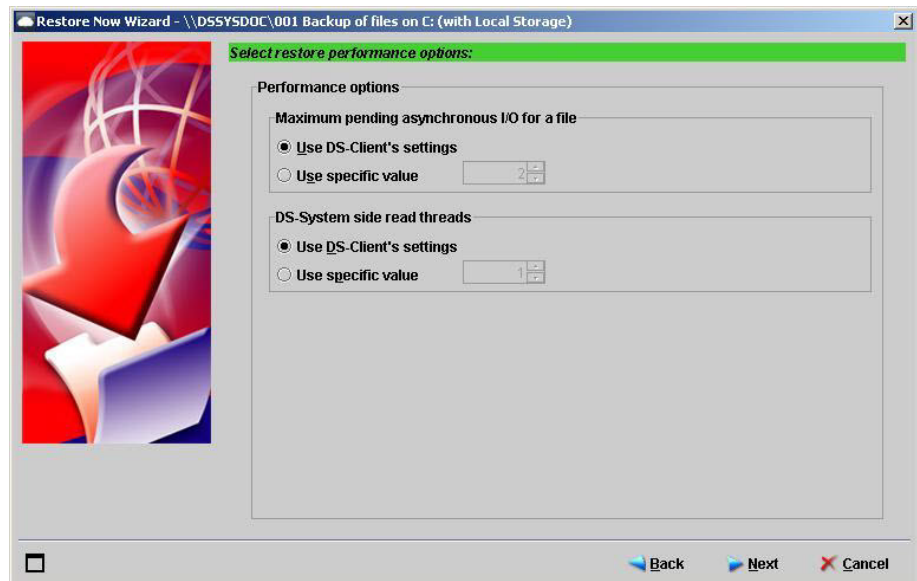 Restore Now Wizard - \\DSSYSDOC\001 Backup of files on C: (with Local Storage)
Select restore performance options:
Performance options
Maximum pending asynchronous I/O for a file
Use DS-Client's settings
Use specific value 2
DS-System side read threads
Use DS-Client's settings
Use specific value 1
Back Next Cancel